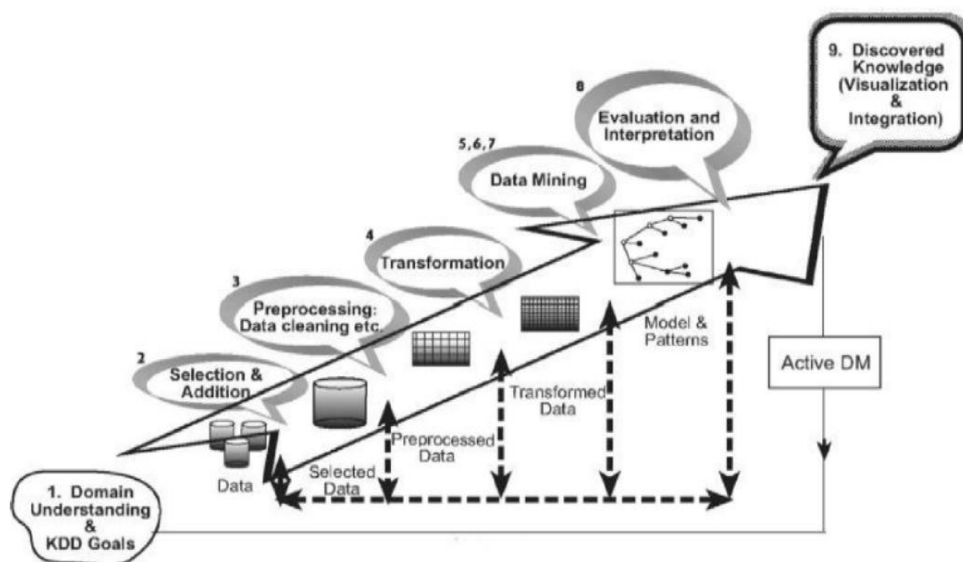 9. Discovered
Knowledge
(Visualization
&
Integration)
8
Evaluation and
Interpretation
5, 6, 7
Data Mining
4
Transformation
3
Preprocessing:
Data cleaning etc.
2
Selection &
Addition
Model &
Patterns
Active DM
Transformed
Data
Preprocessed
Data
Selected
Data
Data
1. Domain
Understanding
&
KDD Goals